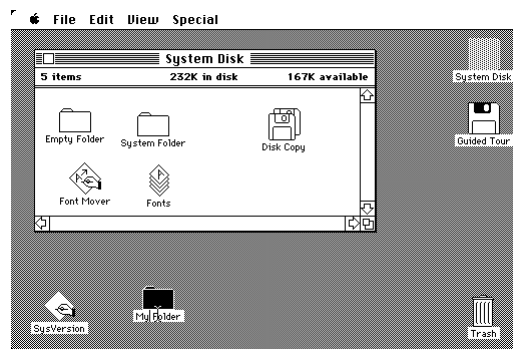 File Edit View Special
System Disk
5 items 232K in disk 167K available
Empty Folder
System Folder
Disk Copy
Font Mover
Fonts
System Disk
Guided Tour
SysVersion
My Folder
Trash